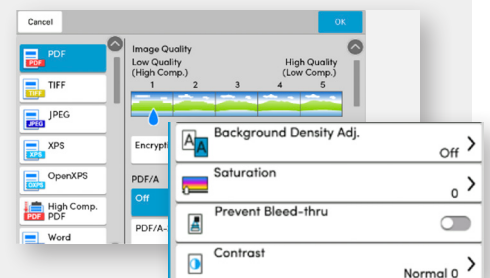 Cancel
OK
PDF
PDF
TIFF
TIFF
JPEG
JPEG
XPS
XPS
OpenXPS
OXPS
High Comp.
PDF
PDF
Word
Image Quality
Low Quality
(High Comp.)
High Quality
(Low Comp.)
1 2 3 4 5
PDF/A
Off
PDF/A-
Background Density Adj.
Off
Saturation
0
Prevent Bleed-thru
Contrast
Normal 0